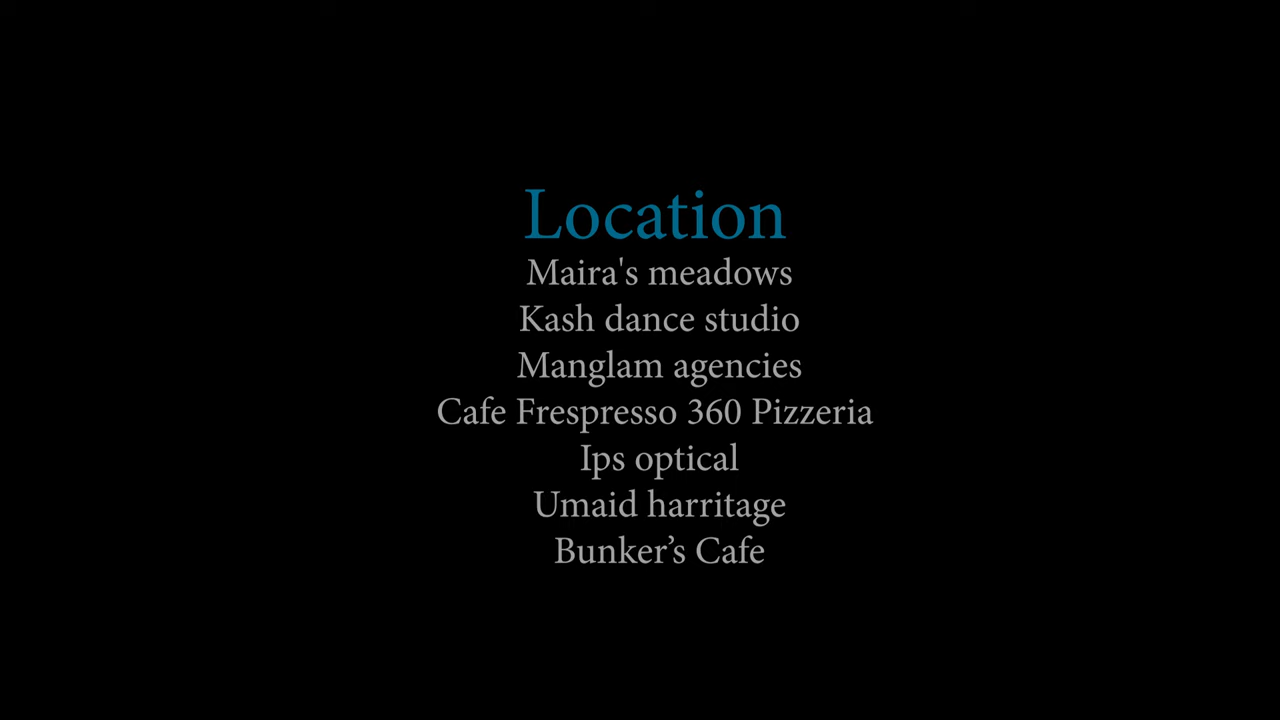 Location
Maira's meadows
Kash dance studio
Manglam agencies
Cafe Frespresso 360 Pizzeria
Ips optical
Umaid harritage
Bunker’s Cafe